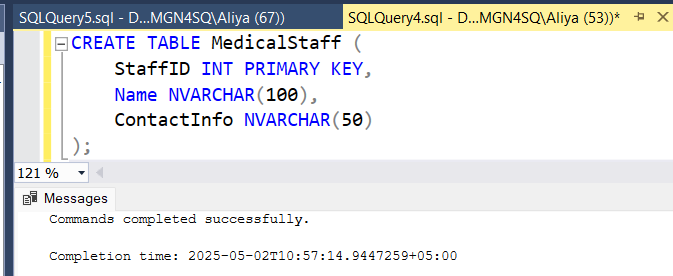 SQLQuery5.sql - D...MGN4SQ\Aliya (67))
SQLQuery4.sql - D...MGN4SQ\Aliya (53))*
CREATE TABLE MedicalStaff (
    StaffID INT PRIMARY KEY,
    Name NVARCHAR(100),
    ContactInfo NVARCHAR(50)
);
121 %
Messages
Commands completed successfully.
Completion time: 2025-05-02T10:57:14.9447259+05:00